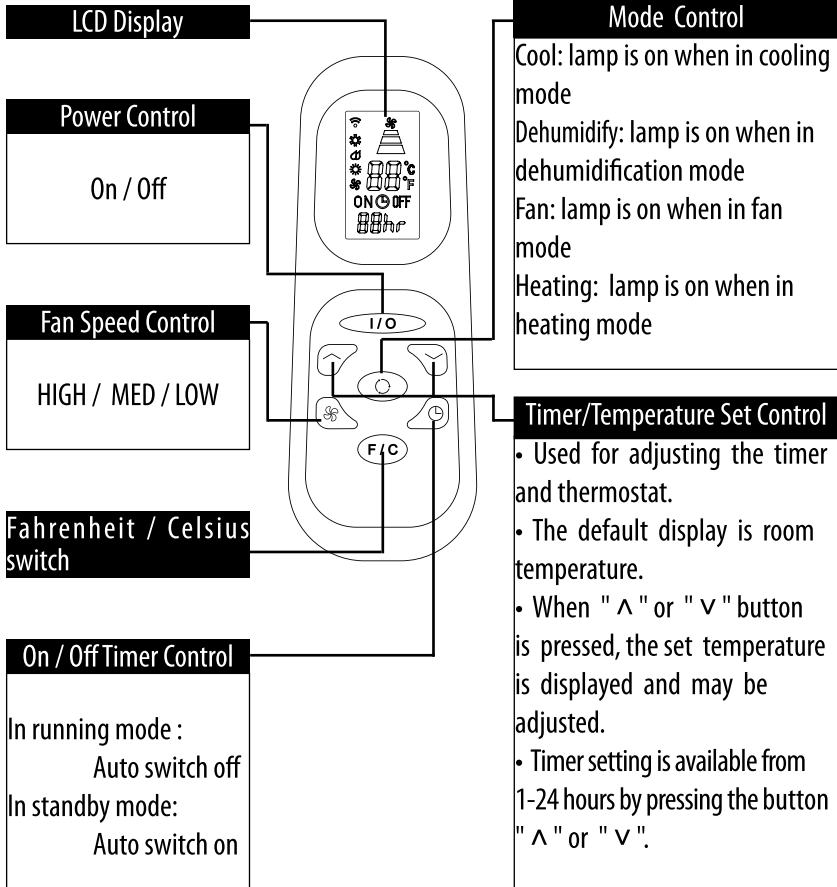 LCD Display
Power Control
On / Off
Fan Speed Control
HIGH / MED / LOW
Fahrenheit / Celsius
switch
On / Off Timer Control
In running mode :
Auto switch off
In standby mode:
Auto switch on
°C
88 °F
ON OFF
88hr
I/O
F/C
Mode Control
Cool: lamp is on when in cooling
mode
Dehumidify: lamp is on when in
dehumidification mode
Fan: lamp is on when in fan
mode
Heating: lamp is on when in
heating mode
Timer/Temperature Set Control
• Used for adjusting the timer
and thermostat.
• The default display is room
temperature.
• When " ∧ " or " ∨ " button
is pressed, the set temperature
is displayed and may be
adjusted.
• Timer setting is available from
1-24 hours by pressing the button
" ∧ " or " ∨ ".